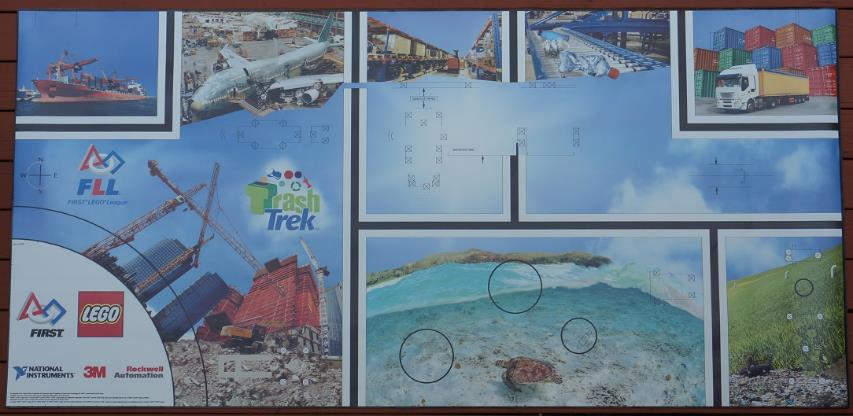 N
W E
S
FLL
FIRST LEGO League
Trash
Trek
FIRST
LEGO
NATIONAL
INSTRUMENTS
3M
Rockwell
Automation